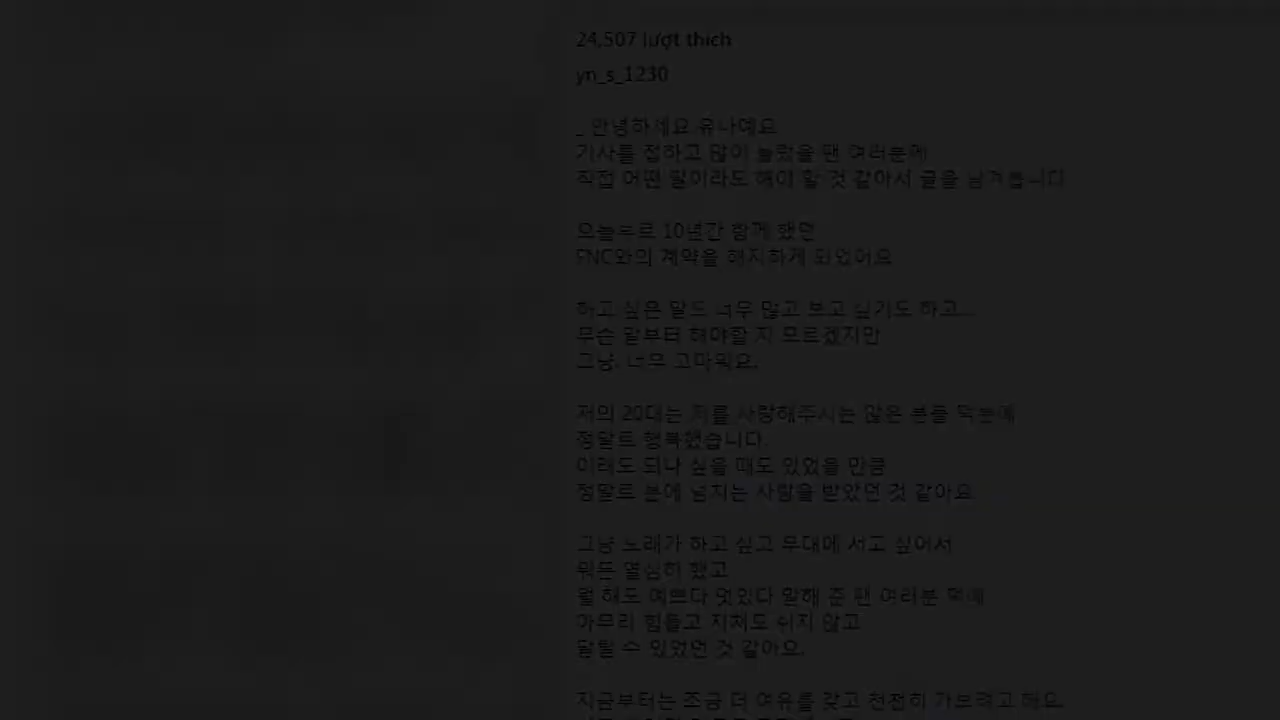 24,507 lượt thích
yn_s_1230
_ 안녕하세요 유나예요
기사를 접하고 많이 놀랐을 팬 여러분께
직접 어떤 말이라도 해야 할 것 같아서 글을 남겨봅니다
오늘부로 10년간 함께 했던
FNC와의 계약을 해지하게 되었어요
하고 싶은 말도 너무 많고 보고 싶기도 하고...
무슨 말부터 해야할 지 모르겠지만
그냥. 너무 고마워요.
저의 20대는 저를 사랑해주시는 많은 분들 덕분에
정말로 행복했습니다.
이래도 되나 싶을 때도 있었을 만큼
정말로 분에 넘치는 사랑을 받았던 것 같아요
그냥 노래가 하고 싶고 무대에 서고 싶어서
뭐든 열심히 했고
뭘 해도 예쁘다 멋있다 말해 준 팬 여러분 덕에
아무리 힘들고 지쳐도 쉬지 않고
달릴 수 있었던 것 같아요.
지금부터는 조금 더 여유를 갖고 천천히 가보려고 해요.